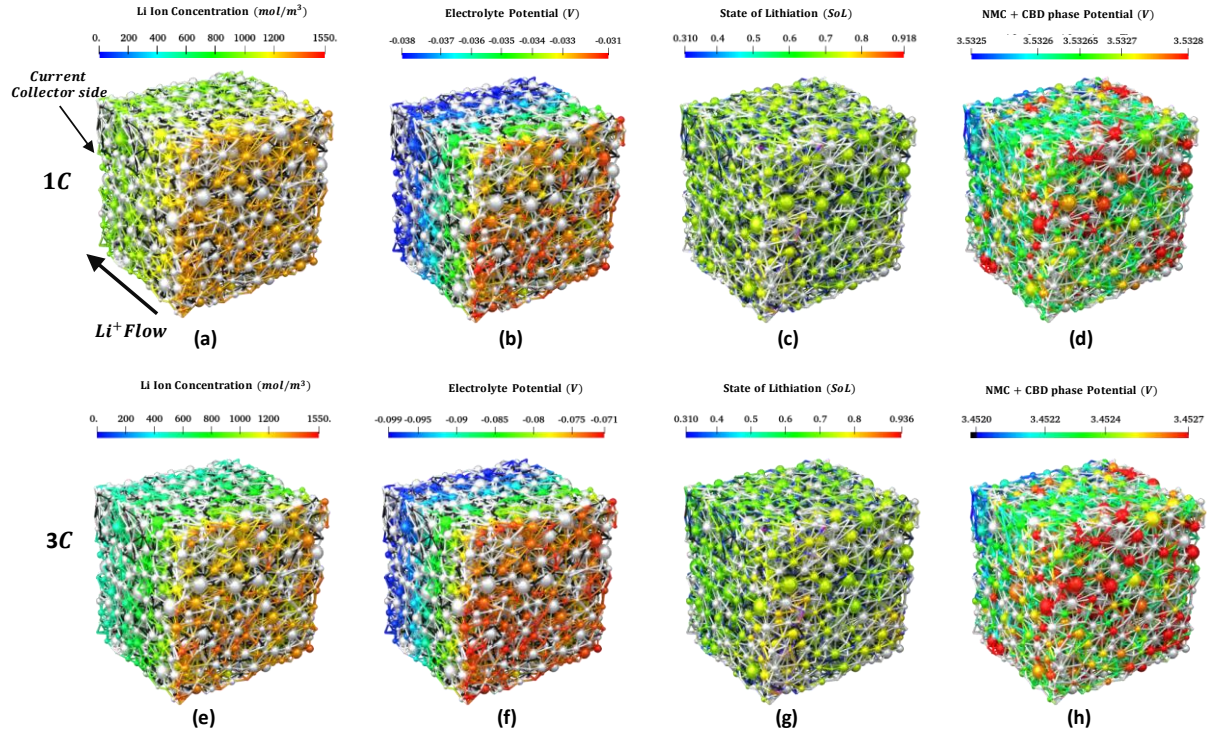 Li Ion Concentration (mol/m³)
0. 200 400 600 800 1000 1200 1550.
Electrolyte Potential (V)
-0.038 -0.037 -0.036 -0.035 -0.034 -0.033 -0.031
State of Lithiation (SoL)
0.310 0.4 0.5 0.6 0.7 0.8 0.918
NMC + CBD phase Potential (V)
3.5325 3.5326 3.53265 3.5327 3.5328
Current
Collector side
1C
Li⁺Flow
(a)
(b)
(c)
(d)
Li Ion Concentration (mol/m³)
0. 200 400 600 800 1000 1200 1550.
Electrolyte Potential (V)
-0.099 -0.095 -0.09 -0.085 -0.08 -0.075 -0.071
State of Lithiation (SoL)
0.310 0.4 0.5 0.6 0.7 0.8 0.936
NMC + CBD phase Potential (V)
3.4520 3.4522 3.4524 3.4527
3C
(e)
(f)
(g)
(h)